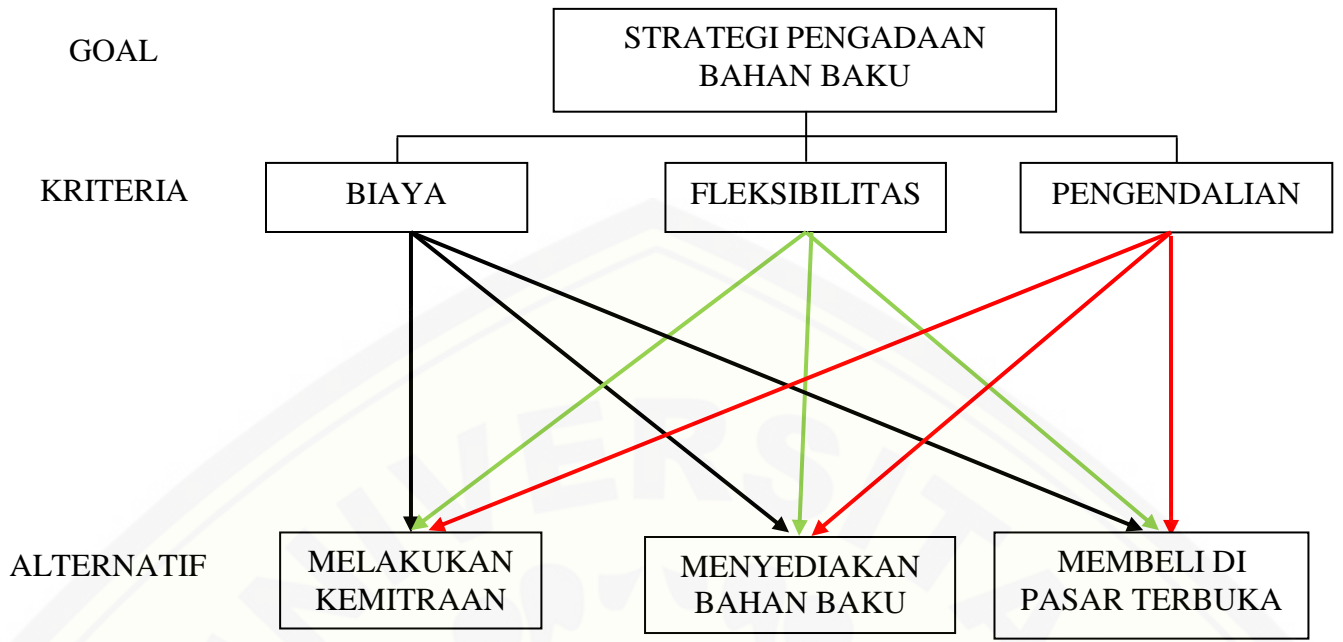 GOAL
STRATEGI PENGADAAN
BAHAN BAKU
KRITERIA
BIAYA
FLEKSIBILITAS
PENGENDALIAN
ALTERNATIF
MELAKUKAN
KEMITRAAN
MENYEDIAKAN
BAHAN BAKU
MEMBELI DI
PASAR TERBUKA